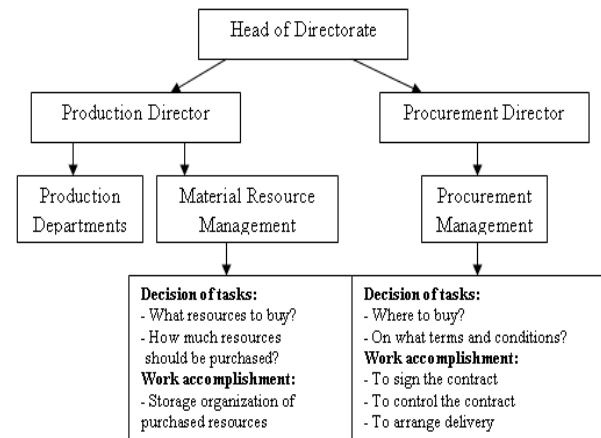 Head of Directorate
Production Director
Procurement Director
Production
Departments
Material Resource
Management
Procurement
Management
Decision of tasks:
- What resources to buy?
- How much resources
should be purchased?
Work accomplishment:
- Storage organization of
purchased resources
Decision of tasks:
- Where to buy?
- On what terms and conditions?
Work accomplishment:
- To sign the contract
- To control the contract
- To arrange delivery